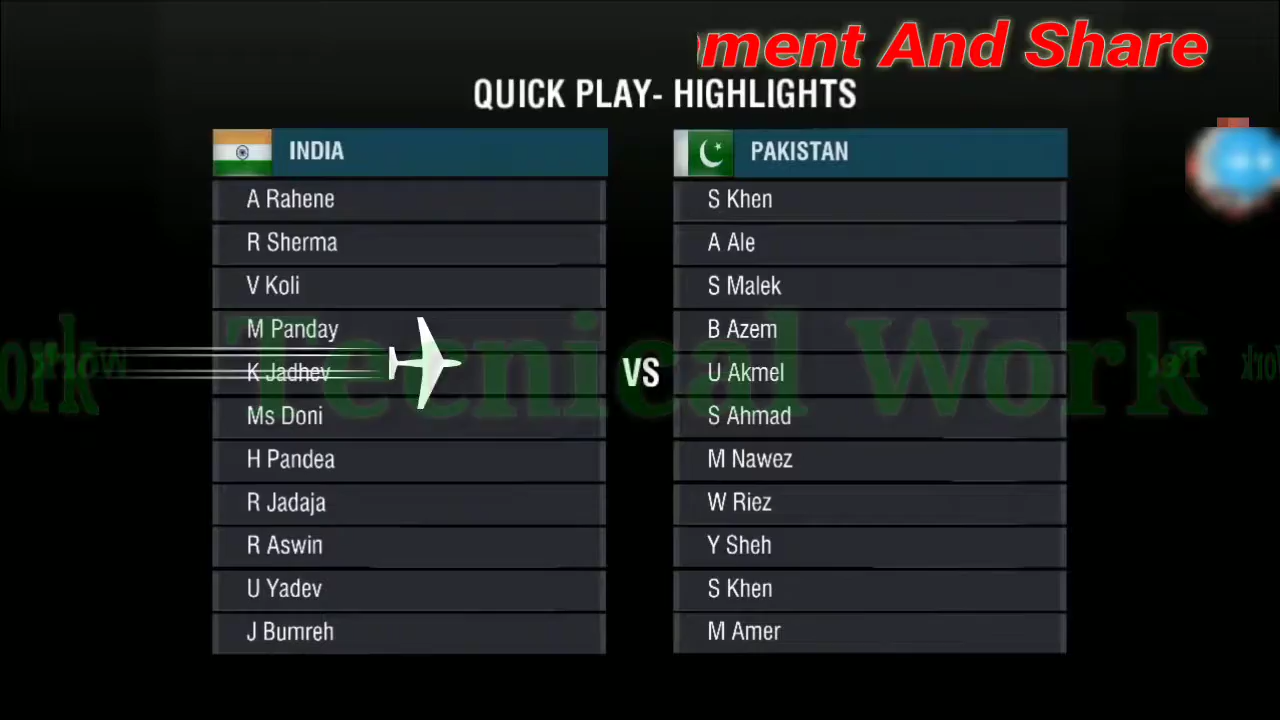 ment And Share
QUICK PLAY- HIGHLIGHTS
INDIA
A Rahene
R Sherma
V Koli
M Panday
K Jadhev
Ms Doni
H Pandea
R Jadaja
R Aswin
U Yadev
J Bumreh
VS
PAKISTAN
S Khen
A Ale
S Malek
B Azem
U Akmel
S Ahmad
M Nawez
W Riez
Y Sheh
S Khen
M Amer
Tecnical Work